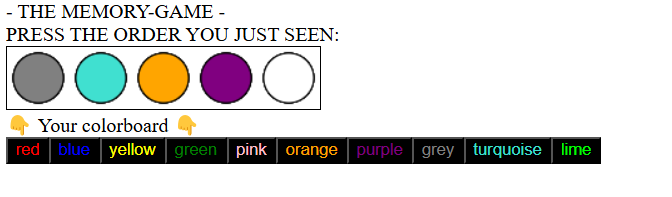 - THE MEMORY-GAME -
PRESS THE ORDER YOU JUST SEEN:
👇 Your colorboard 👇
red blue yellow green pink orange purple grey turquoise lime